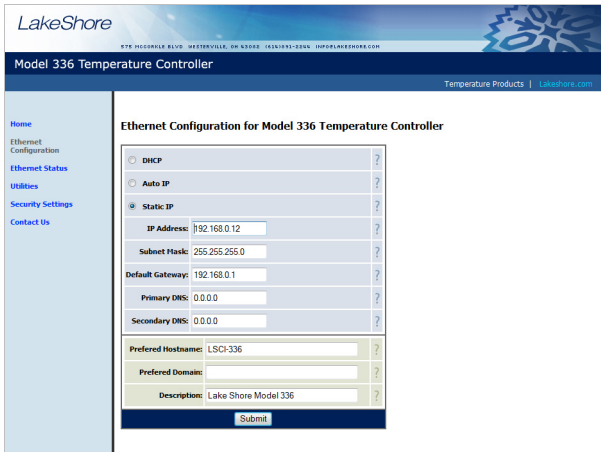 LakeShore
575 MCCORKLE BLVD WESTERVILLE, OH 43082 (614)891-2244 INFO@LAKESHORE.COM
Model 336 Temperature Controller
Temperature Products | Lakeshore.com
Home
Ethernet
Configuration
Ethernet Status
Utilities
Security Settings
Contact Us
Ethernet Configuration for Model 336 Temperature Controller
DHCP ?
Auto IP ?
Static IP ?
IP Address: 192.168.0.12 ?
Subnet Mask: 255.255.255.0 ?
Default Gateway: 192.168.0.1 ?
Primary DNS: 0.0.0.0 ?
Secondary DNS: 0.0.0.0 ?
Prefered Hostname: LSCI-336 ?
Prefered Domain: ?
Description: Lake Shore Model 336 ?
Submit